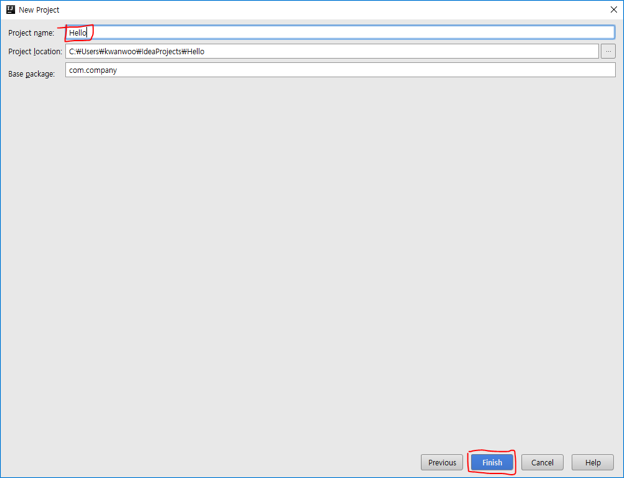 New Project
Project name: Hello
Project location: C:₩Users₩kwanwoo₩IdeaProjects₩Hello ...
Base package: com.company
Previous Finish Cancel Help